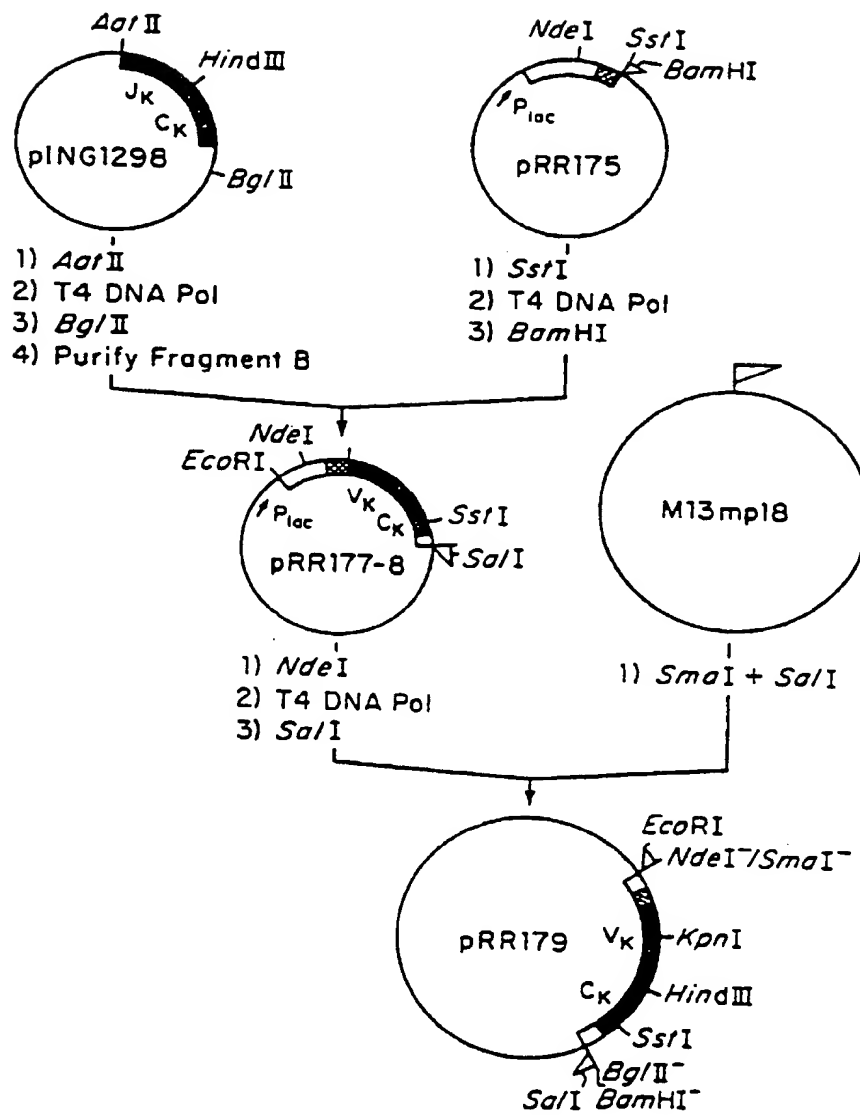 AatII
HindIII
JK
CK
pING1298
BglII
NdeI
SstI
BamHI
Plac
pRR175
1) AatII
2) T4 DNA Pol
3) BglII
4) Purify Fragment 8
1) SstI
2) T4 DNA Pol
3) BamHI
NdeI
EcoRI
Plac
VK
CK
SstI
SalI
pRR177-8
M13mp18
1) NdeI
2) T4 DNA Pol
3) SalI
1) SmaI + SalI
EcoRI
NdeI⁻/SmaI⁻
pRR179
VK
KpnI
CK
HindIII
SstI
BglII⁻
SalI BamHI⁻